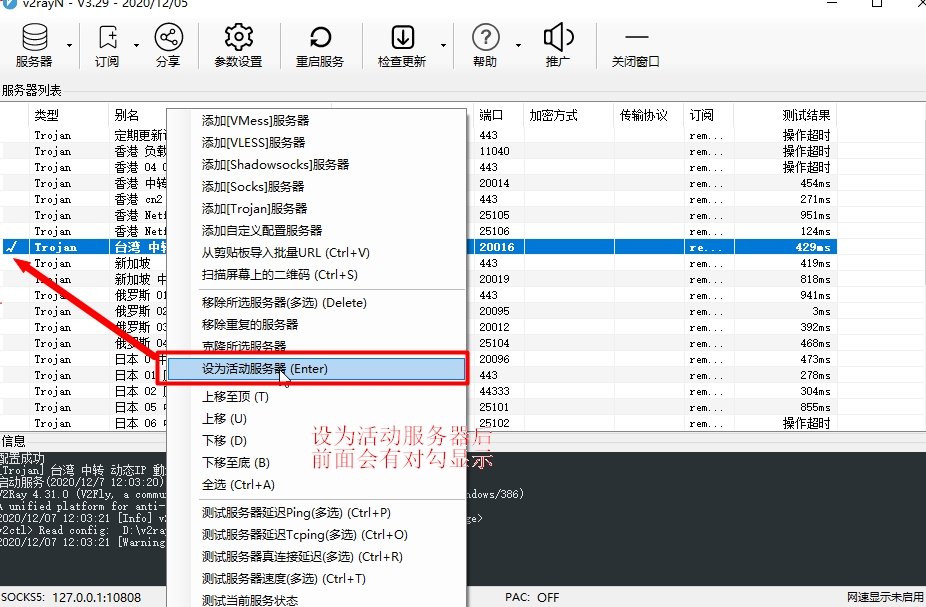 v2rayN - V3.29 - 2020/12/05
服务器 订阅 分享 参数设置 重启服务 检查更新 帮助 推广 关闭窗口
服务器列表
类型 别名 端口 加密方式 传输协议 订阅 测试结果
Trojan 定期更新 443 rem... 操作超时
Trojan 香港 负载 11040 rem... 操作超时
Trojan 香港 04 443 rem... 操作超时
Trojan 香港 中转 20014 rem... 454ms
Trojan 香港 cn2 443 rem... 271ms
Trojan 香港 Netf 25105 rem... 951ms
Trojan 香港 Netf 25106 rem... 124ms
Trojan 台湾 中转 20016 re... 429ms
Trojan 新加坡 443 rem... 419ms
Trojan 新加坡 中 20019 rem... 818ms
Trojan 俄罗斯 01 443 rem... 941ms
Trojan 俄罗斯 02 20095 rem... 3ms
Trojan 俄罗斯 03 20012 rem... 392ms
Trojan 俄罗斯 04 25104 rem... 468ms
Trojan 日本 0 中 20096 rem... 473ms
Trojan 日本 01 443 rem... 278ms
Trojan 日本 02 44333 rem... 304ms
Trojan 日本 05 25101 rem... 855ms
Trojan 日本 06 25102 rem... 操作超时
添加[VMess]服务器
添加[VLESS]服务器
添加[Shadowsocks]服务器
添加[Socks]服务器
添加[Trojan]服务器
添加自定义配置服务器
从剪贴板导入批量URL (Ctrl+V)
扫描屏幕上的二维码 (Ctrl+S)
移除所选服务器(多选) (Delete)
移除重复的服务器
克隆所选服务器
设为活动服务器 (Enter)
上移至顶 (T)
上移 (U)
下移 (D)
下移至底 (B)
全选 (Ctrl+A)
测试服务器延迟Ping(多选) (Ctrl+P)
测试服务器延迟Tcping(多选) (Ctrl+O)
测试服务器真连接延迟(多选) (Ctrl+R)
测试服务器速度(多选) (Ctrl+T)
测试当前服务状态
设为活动服务器后
前面会有对勾显示
信息
配置成功
[Trojan] 台湾 中转 动态IP 動
启动服务(2020/12/7 12:03:20)
V2Ray 4.31.0 (V2Fly, a commu ndows/386)
A unified platform for anti- ge>
2020/12/07 12:03:21 [Info] v2
v2ctl> Read config: D:\v2ray
2020/12/07 12:03:21 [Warning
SOCKS5: 127.0.0.1:10808 PAC: OFF 网速显示未启用